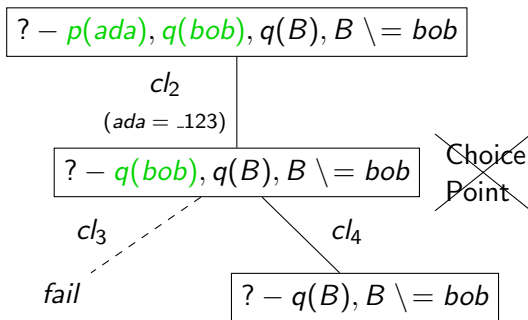 ? − p(ada), q(bob), q(B), B \ = bob
cl₂
(ada = _123)
? − q(bob), q(B), B \ = bob
Choice
Point
cl₃
cl₄
fail
? − q(B), B \ = bob